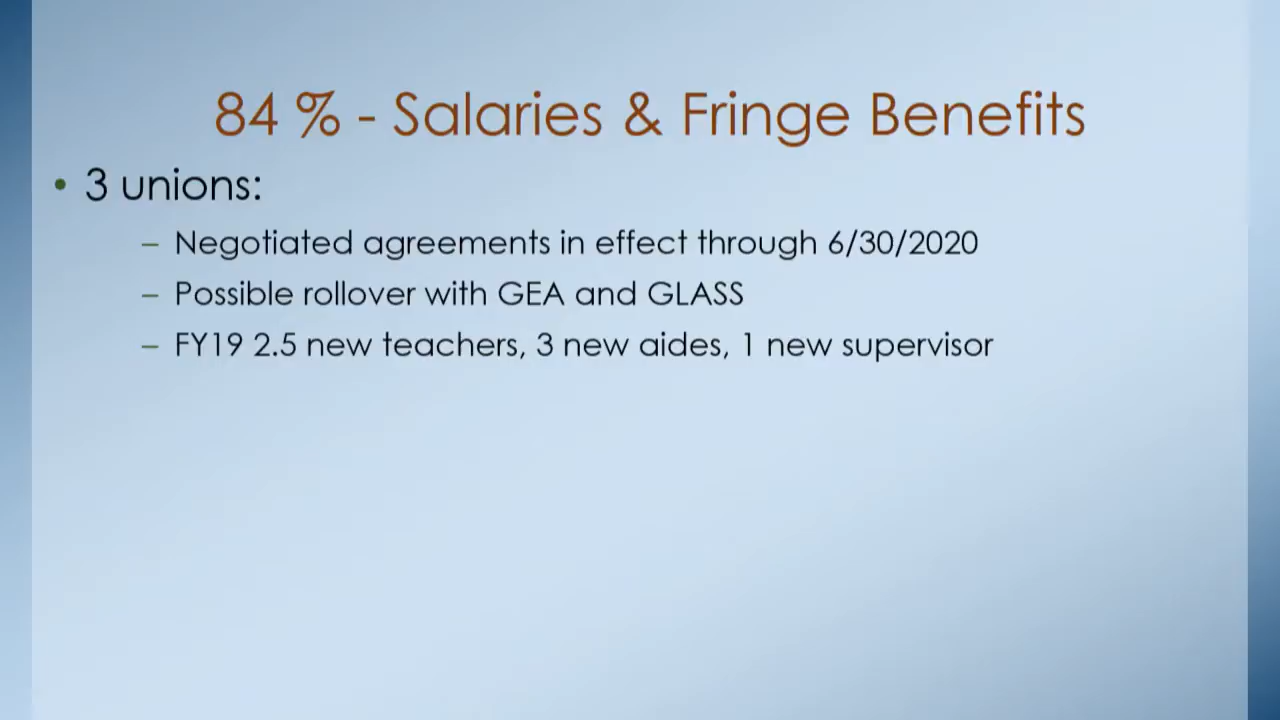 84 % - Salaries & Fringe Benefits
• 3 unions:
– Negotiated agreements in effect through 6/30/2020
– Possible rollover with GEA and GLASS
– FY19 2.5 new teachers, 3 new aides, 1 new supervisor